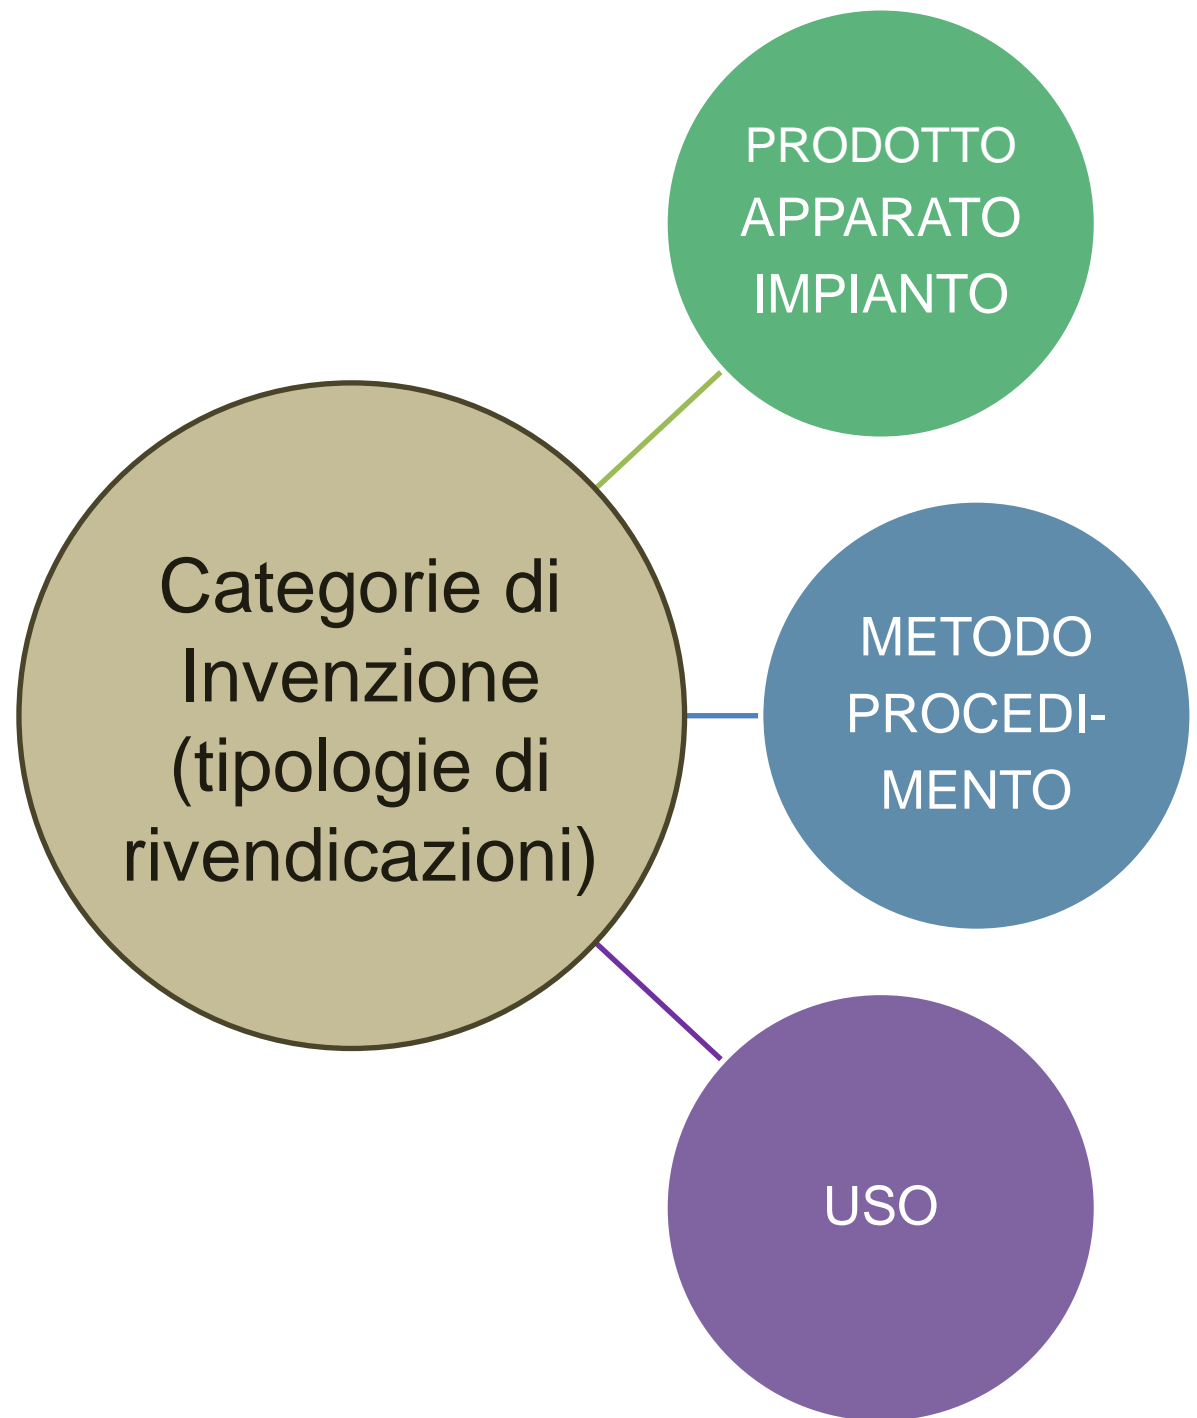 Categorie di
Invenzione
(tipologie di
rivendicazioni)
PRODOTTO
APPARATO
IMPIANTO
METODO
PROCEDI-
MENTO
USO